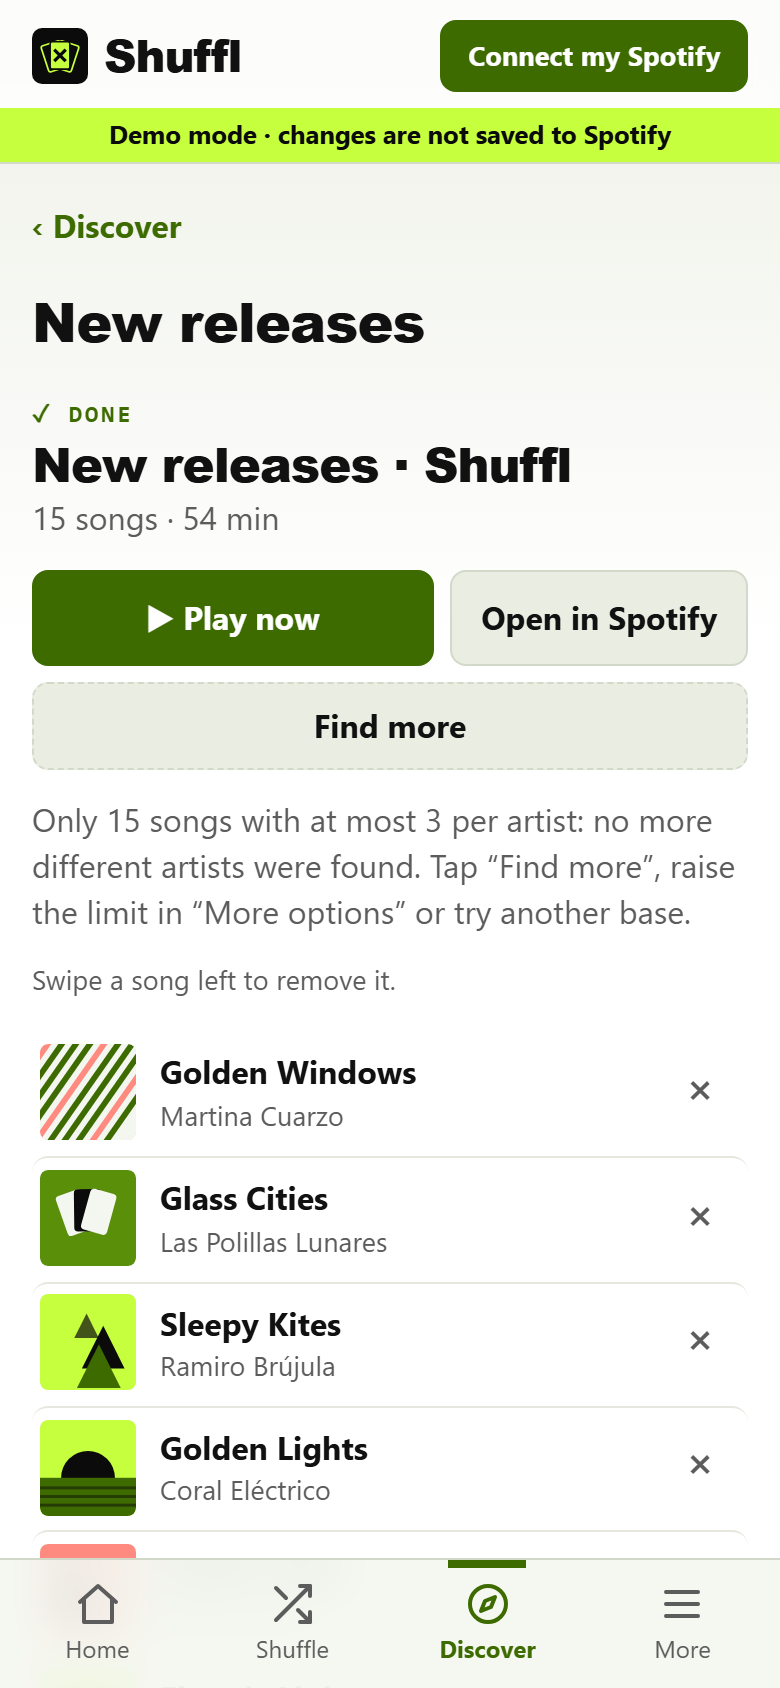 Shuffl
Connect my Spotify
Demo mode · changes are not saved to Spotify
‹ Discover
New releases
✓ DONE
New releases · Shuffl
15 songs · 54 min
▶ Play now
Open in Spotify
Find more
Only 15 songs with at most 3 per artist: no more
different artists were found. Tap “Find more”, raise
the limit in “More options” or try another base.
Swipe a song left to remove it.
Golden Windows
Martina Cuarzo
Glass Cities
Las Polillas Lunares
Sleepy Kites
Ramiro Brújula
Golden Lights
Coral Eléctrico
Home
Shuffle
Discover
More